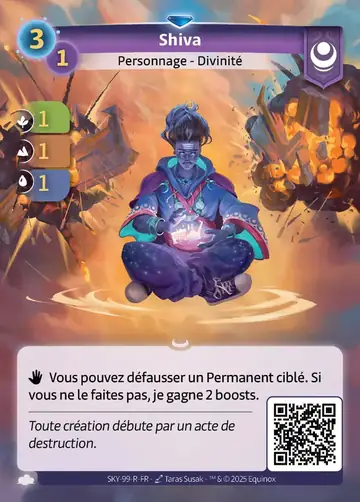 3
1
Shiva
Personnage - Divinité
1
1
1
Vous pouvez défausser un Permanent ciblé. Si
vous ne le faites pas, je gagne 2 boosts.
Toute création débute par un acte de
destruction.
SKY-99-R-FR - Taras Susak - ™ & © 2025 Equinox